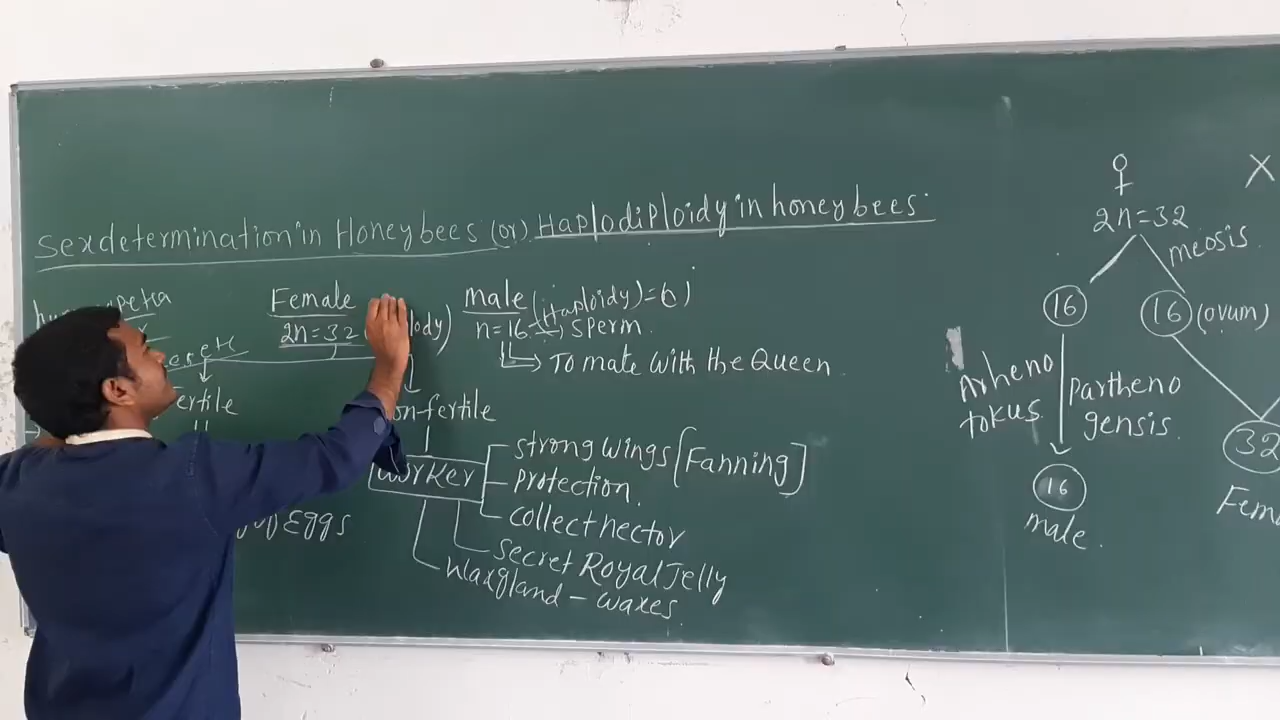 Sexdetermination in Honeybees (or) Haplodiploidy in honeybees.
Female
2n=32
male (Haploidy)=
n=16 → sperm.
→ To mate with the Queen
on-fertile
worker
strong wings [Fanning]
protection.
collect nector
secret Royal Jelly
Waxgland - waxes.
Eggs
♀ X
2n=32
meosis.
16
16 (ovum)
Arheno
tokus.
Partheno
gensis.
16
male.
32